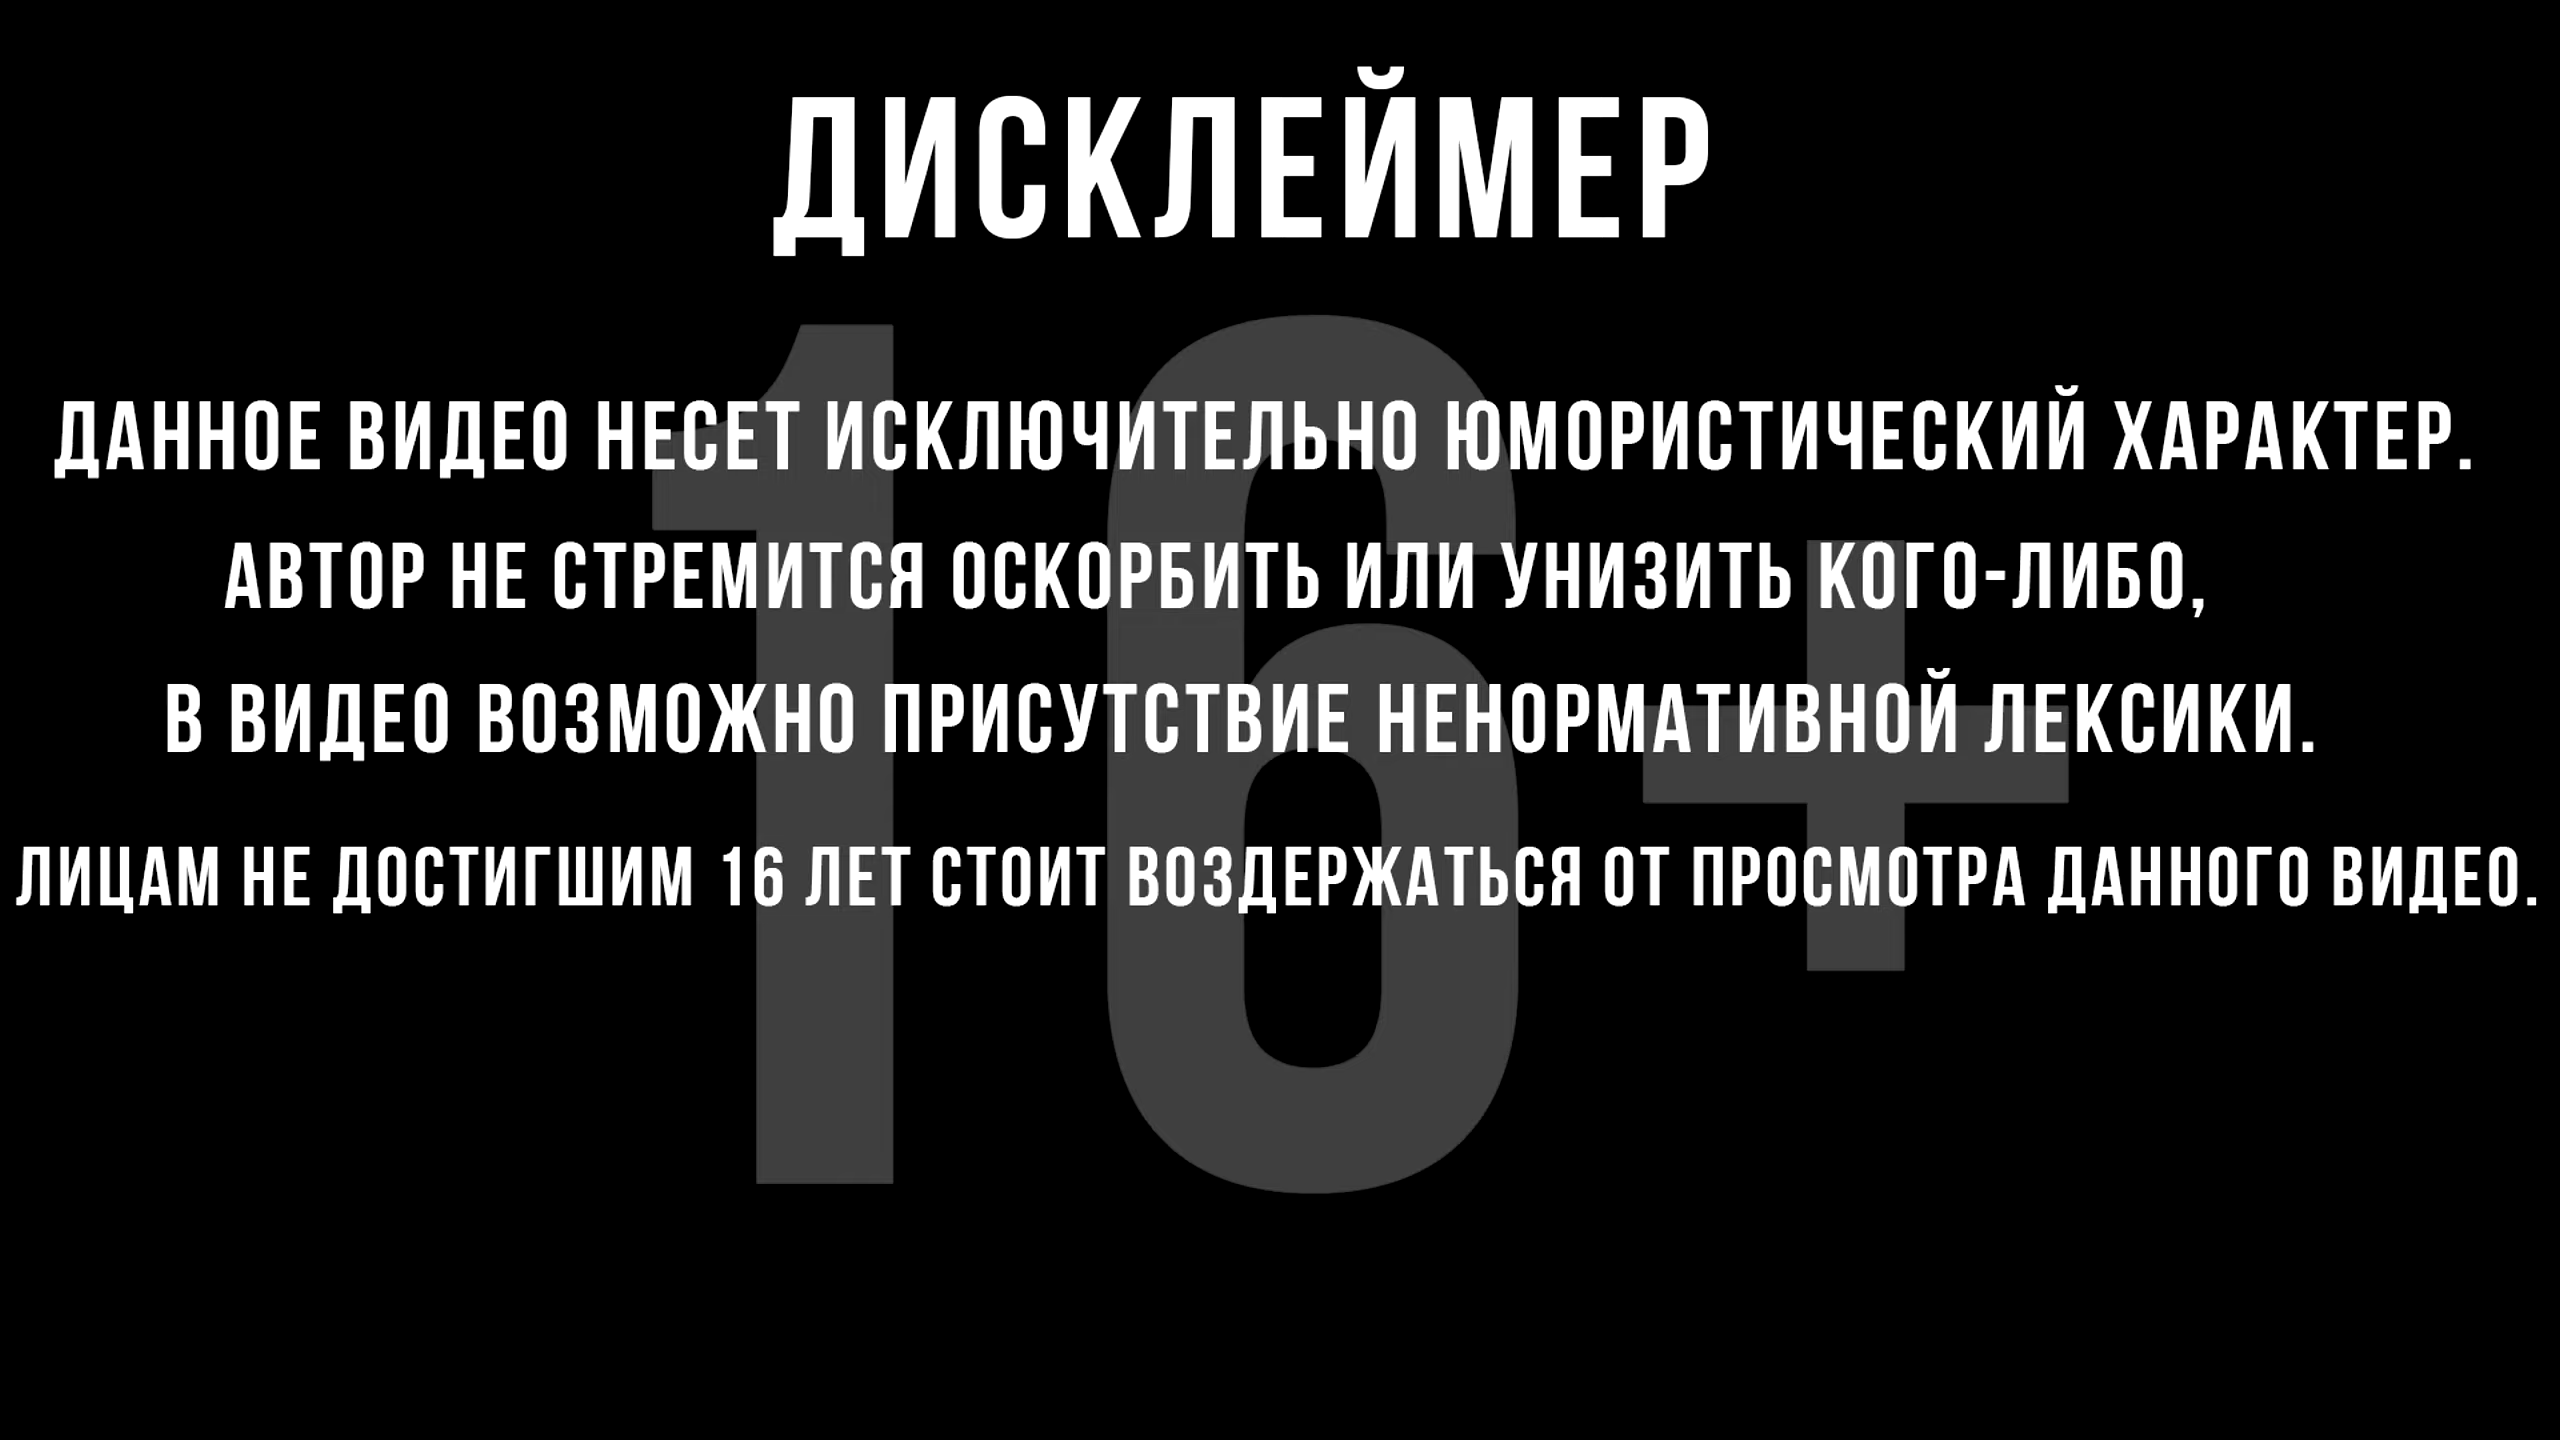 ДИСКЛЕЙМЕР
ДАННОЕ ВИДЕО НЕСЕТ ИСКЛЮЧИТЕЛЬНО ЮМОРИСТИЧЕСКИЙ ХАРАКТЕР.
АВТОР НЕ СТРЕМИТСЯ ОСКОРБИТЬ ИЛИ УНИЗИТЬ КОГО-ЛИБО,
В ВИДЕО ВОЗМОЖНО ПРИСУТСТВИЕ НЕНОРМАТИВНОЙ ЛЕКСИКИ.
ЛИЦАМ НЕ ДОСТИГШИМ 16 ЛЕТ СТОИТ ВОЗДЕРЖАТЬСЯ ОТ ПРОСМОТРА ДАННОГО ВИДЕО.
16+